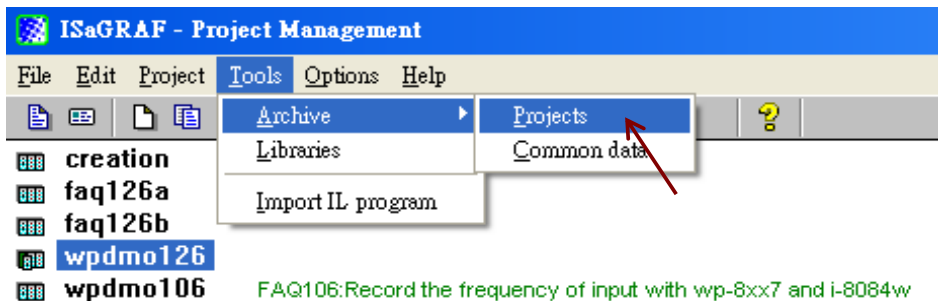 ISaGRAF - Project Management
File Edit Project Tools Options Help
Archive Projects
Libraries Common data
Import IL program
creation
faq126a
faq126b
wpdmo126
wpdmo106 FAQ106:Record the frequency of input with wp-8xx7 and i-8084w